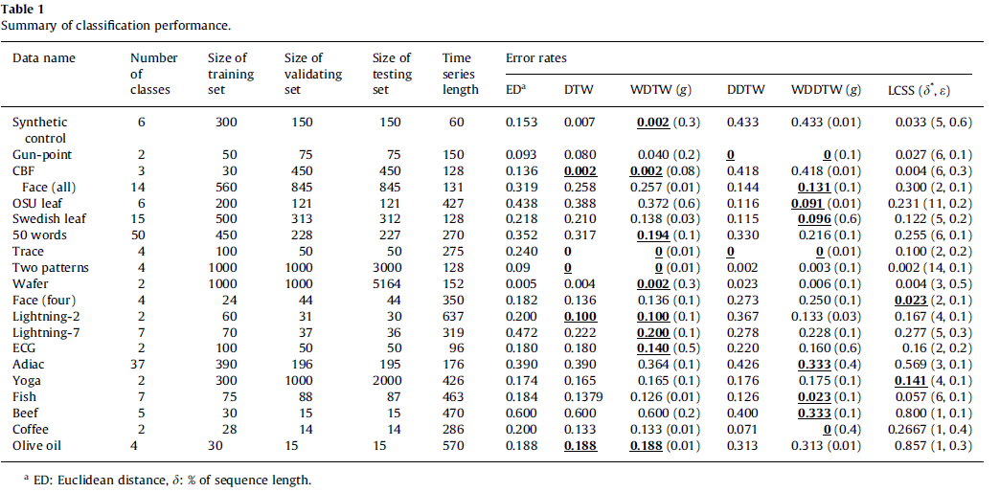 Table 1
Summary of classification performance.
Data name Number of classes Size of training set Size of validating set Size of testing set Time series length Error rates
EDa DTW WDTW (g) DDTW WDDTW (g) LCSS (δ*, ε)
Synthetic control 6 300 150 150 60 0.153 0.007 0.002 (0.3) 0.433 0.433 (0.01) 0.033 (5, 0.6)
Gun-point 2 50 75 75 150 0.093 0.080 0.040 (0.2) 0 0 (0.1) 0.027 (6, 0.1)
CBF 3 30 450 450 128 0.136 0.002 0.002 (0.08) 0.418 0.418 (0.01) 0.004 (6, 0.3)
Face (all) 14 560 845 845 131 0.319 0.258 0.257 (0.01) 0.144 0.131 (0.1) 0.300 (2, 0.1)
OSU leaf 6 200 121 121 427 0.438 0.388 0.372 (0.6) 0.116 0.091 (0.01) 0.231 (11, 0.2)
Swedish leaf 15 500 313 312 128 0.218 0.210 0.138 (0.03) 0.115 0.096 (0.6) 0.122 (5, 0.2)
50 words 50 450 228 227 270 0.352 0.317 0.194 (0.1) 0.330 0.216 (0.1) 0.255 (6, 0.1)
Trace 4 100 50 50 275 0.240 0 0 (0.01) 0 0 (0.01) 0.100 (2, 0.2)
Two patterns 4 1000 1000 3000 128 0.09 0 0 (0.01) 0.002 0.003 (0.1) 0.002 (14, 0.1)
Wafer 2 1000 1000 5164 152 0.005 0.004 0.002 (0.3) 0.023 0.006 (0.1) 0.004 (3, 0.5)
Face (four) 4 24 44 44 350 0.182 0.136 0.136 (0.1) 0.273 0.250 (0.1) 0.023 (2, 0.1)
Lightning-2 2 60 31 30 637 0.200 0.100 0.100 (0.1) 0.367 0.133 (0.03) 0.167 (4, 0.1)
Lightning-7 7 70 37 36 319 0.472 0.222 0.200 (0.1) 0.278 0.228 (0.1) 0.277 (5, 0.3)
ECG 2 100 50 50 96 0.180 0.180 0.140 (0.5) 0.220 0.160 (0.6) 0.16 (2, 0.2)
Adiac 37 390 196 195 176 0.390 0.390 0.364 (0.1) 0.426 0.333 (0.4) 0.569 (3, 0.1)
Yoga 2 300 1000 2000 426 0.174 0.165 0.165 (0.1) 0.176 0.175 (0.1) 0.141 (4, 0.1)
Fish 7 75 88 87 463 0.184 0.1379 0.126 (0.01) 0.126 0.023 (0.1) 0.057 (6, 0.1)
Beef 5 30 15 15 470 0.600 0.600 0.600 (0.2) 0.400 0.333 (0.1) 0.800 (1, 0.1)
Coffee 2 28 14 14 286 0.200 0.133 0.133 (0.01) 0.071 0 (0.4) 0.2667 (1, 0.4)
Olive oil 4 30 15 15 570 0.188 0.188 0.188 (0.01) 0.313 0.313 (0.01) 0.857 (1, 0.3)
a ED: Euclidean distance, δ: % of sequence length.